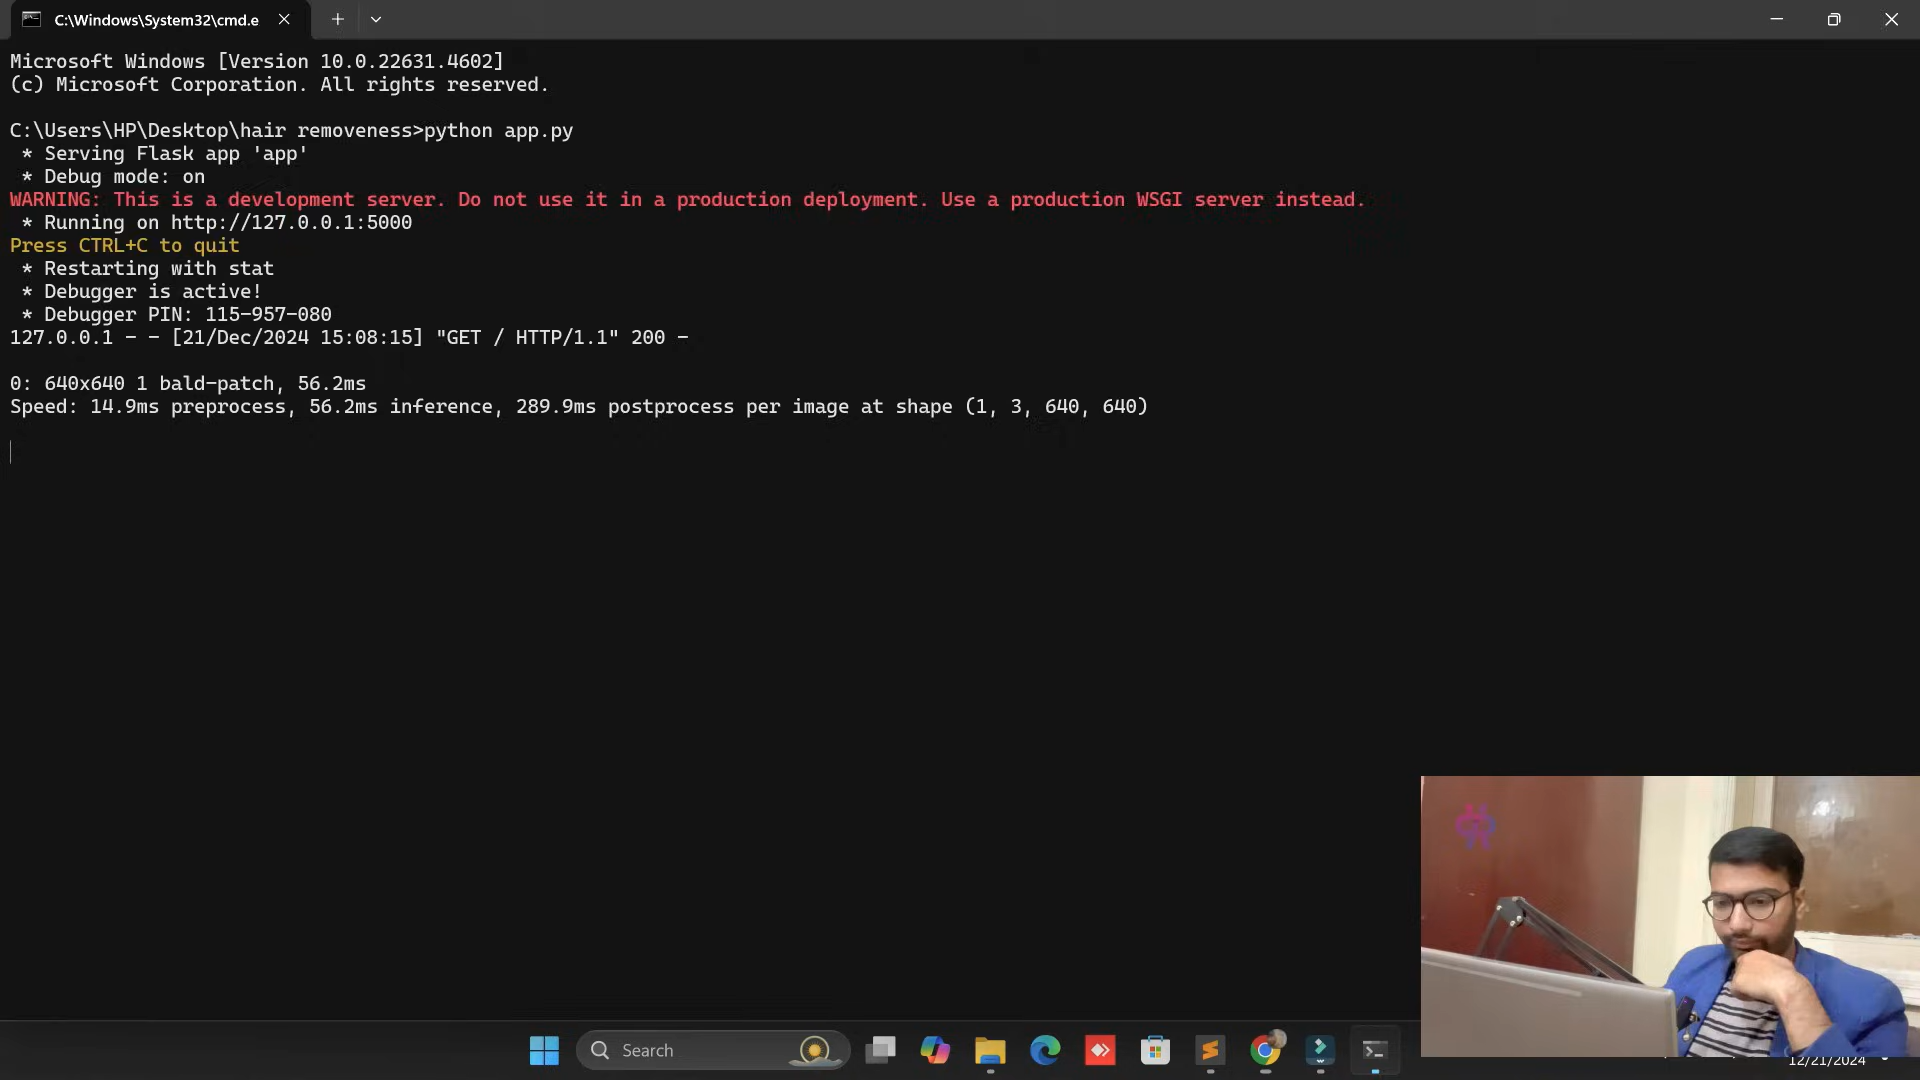 C:\Windows\System32\cmd.e
Microsoft Windows [Version 10.0.22631.4602]
(c) Microsoft Corporation. All rights reserved.
C:\Users\HP\Desktop\hair removeness>python app.py
* Serving Flask app 'app'
* Debug mode: on
WARNING: This is a development server. Do not use it in a production deployment. Use a production WSGI server instead.
* Running on http://127.0.0.1:5000
Press CTRL+C to quit
* Restarting with stat
* Debugger is active!
* Debugger PIN: 115-957-080
127.0.0.1 - - [21/Dec/2024 15:08:15] "GET / HTTP/1.1" 200 -
0: 640x640 1 bald-patch, 56.2ms
Speed: 14.9ms preprocess, 56.2ms inference, 289.9ms postprocess per image at shape (1, 3, 640, 640)
Search
12/21/2024